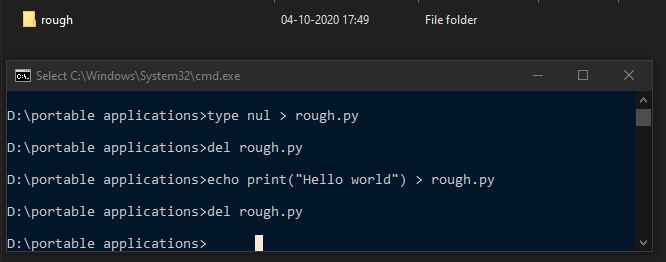 rough 04-10-2020 17:49 File folder
Select C:\Windows\System32\cmd.exe
D:\portable applications>type nul > rough.py
D:\portable applications>del rough.py
D:\portable applications>echo print("Hello world") > rough.py
D:\portable applications>del rough.py
D:\portable applications>